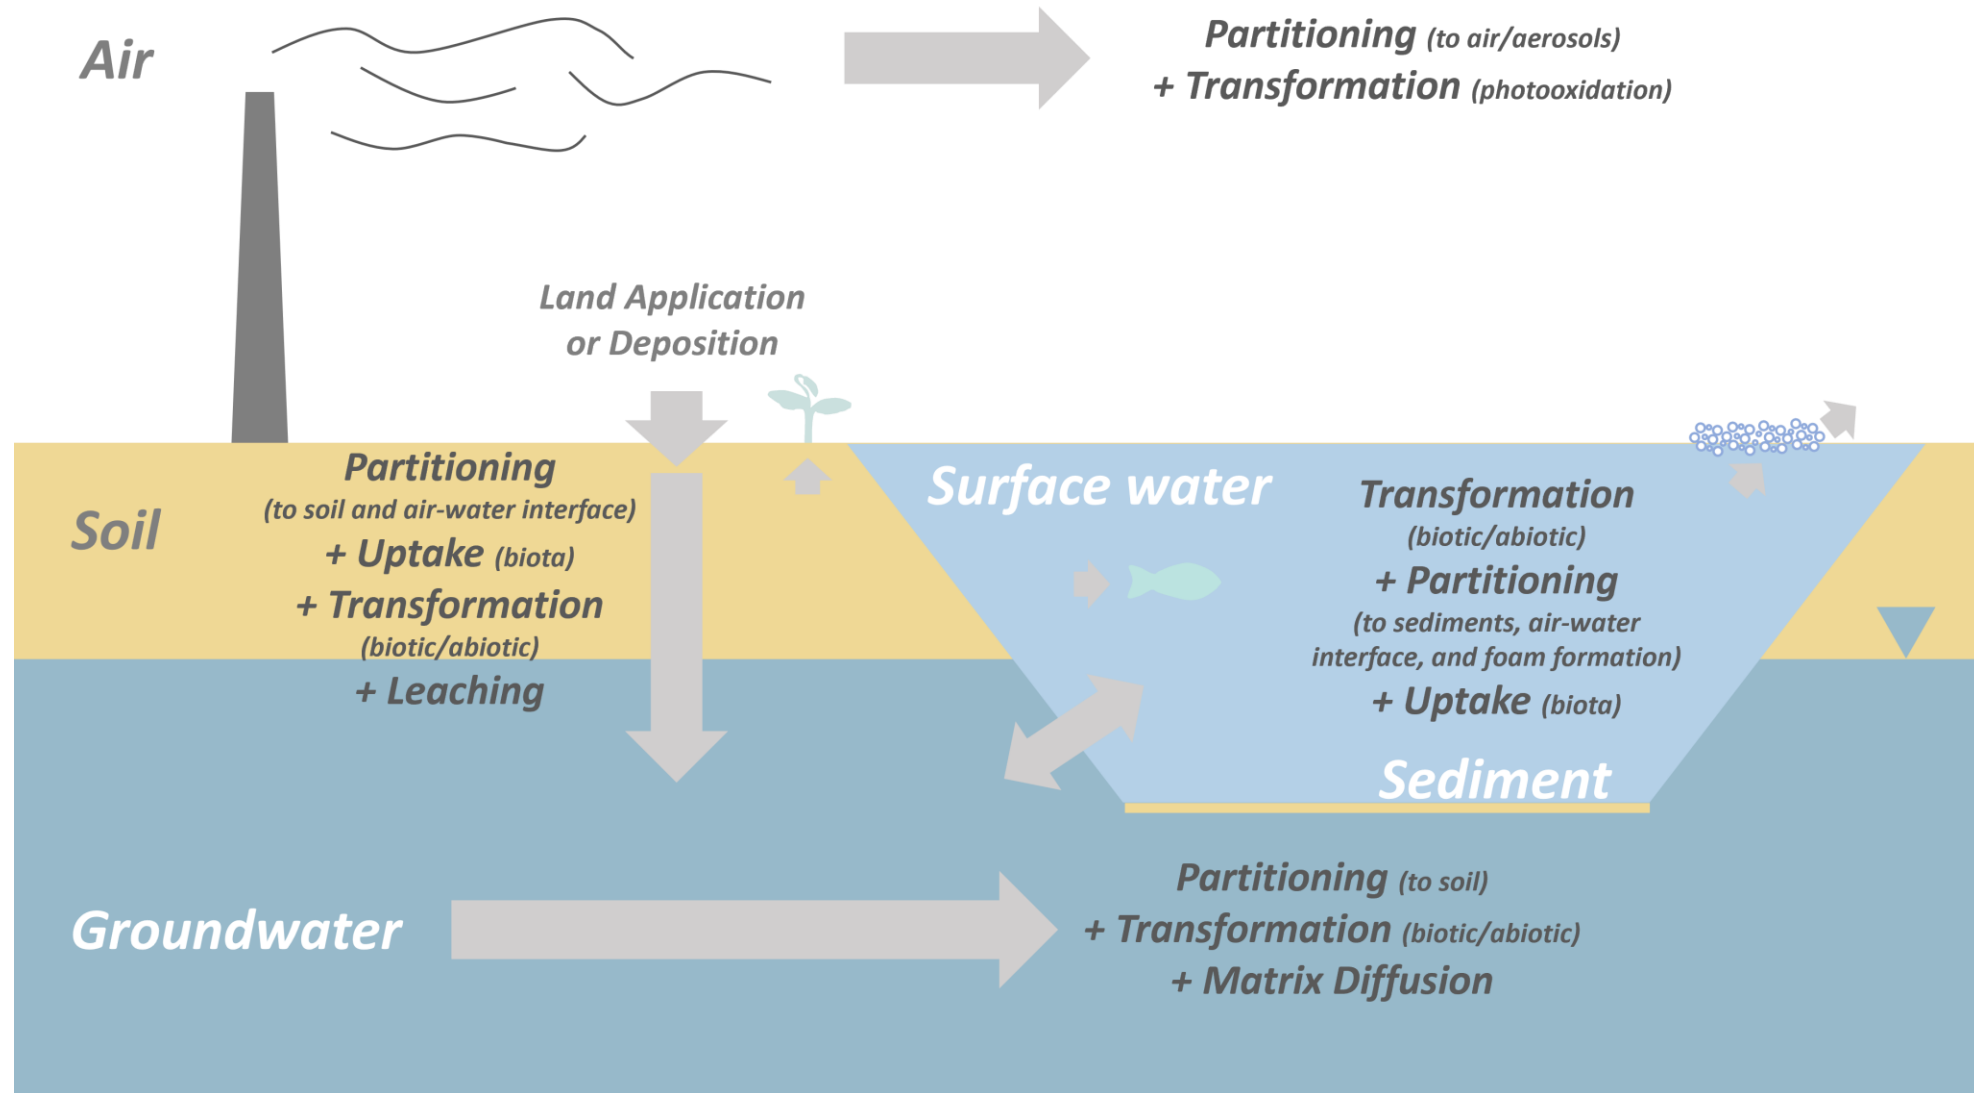 Air
Partitioning (to air/aerosols)
+ Transformation (photooxidation)
Land Application
or Deposition
Soil
Partitioning
(to soil and air-water interface)
+ Uptake (biota)
+ Transformation
(biotic/abiotic)
+ Leaching
Surface water
Transformation
(biotic/abiotic)
+ Partitioning
(to sediments, air-water
interface, and foam formation)
+ Uptake (biota)
Sediment
Groundwater
Partitioning (to soil)
+ Transformation (biotic/abiotic)
+ Matrix Diffusion